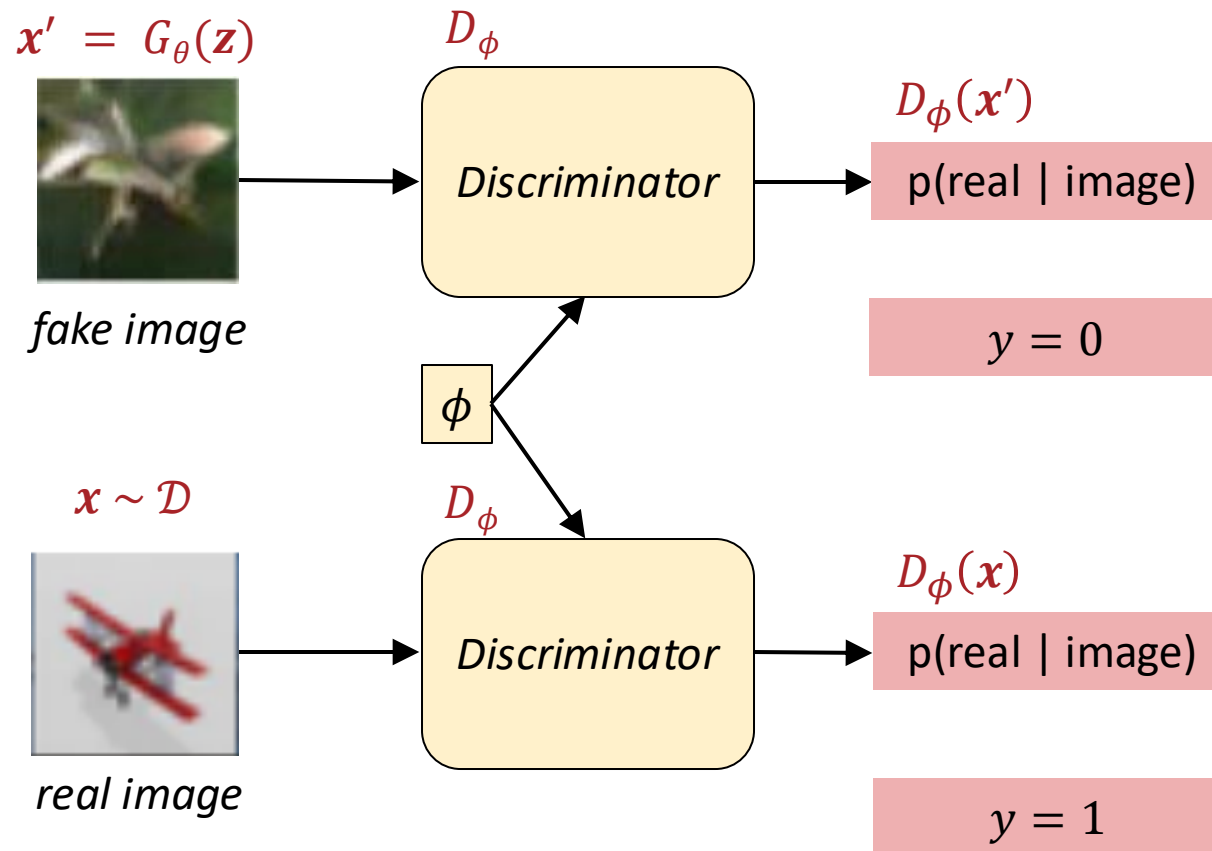 𝒙′ = G_θ(𝒛)
D_ϕ
Discriminator
D_ϕ(𝒙′)
p(real | image)
fake image
y = 0
ϕ
𝒙 ~ 𝒟
D_ϕ
Discriminator
D_ϕ(𝒙)
p(real | image)
real image
y = 1